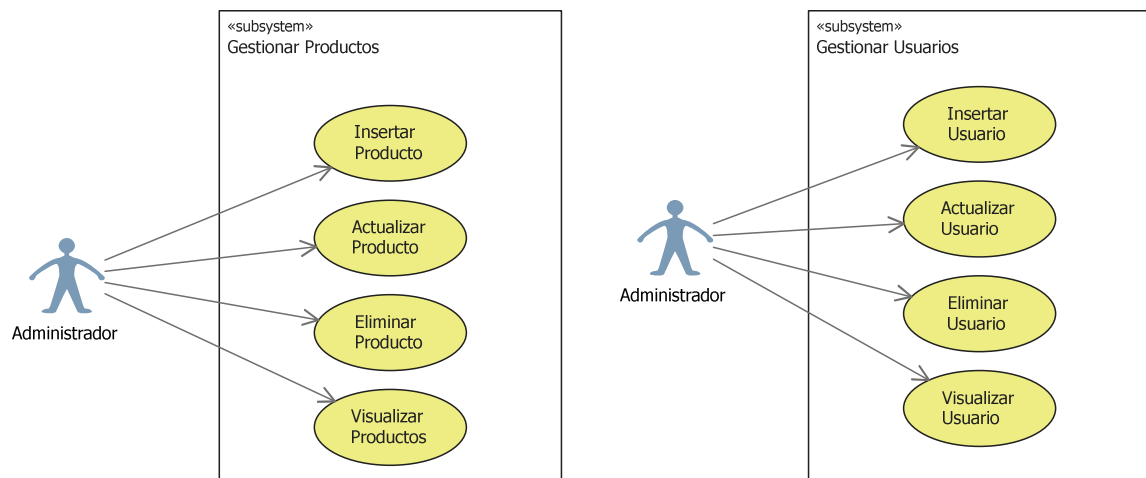 «subsystem»
Gestionar Productos
Insertar
Producto
Actualizar
Producto
Eliminar
Producto
Visualizar
Productos
Administrador
«subsystem»
Gestionar Usuarios
Insertar
Usuario
Actualizar
Usuario
Eliminar
Usuario
Visualizar
Usuario
Administrador